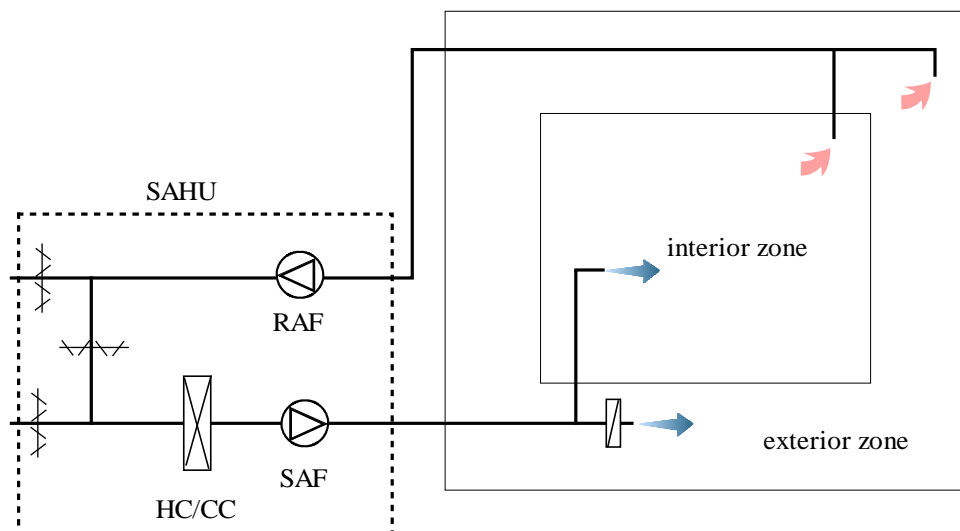 SAHU
interior zone
RAF
exterior zone
SAF
HC/CC